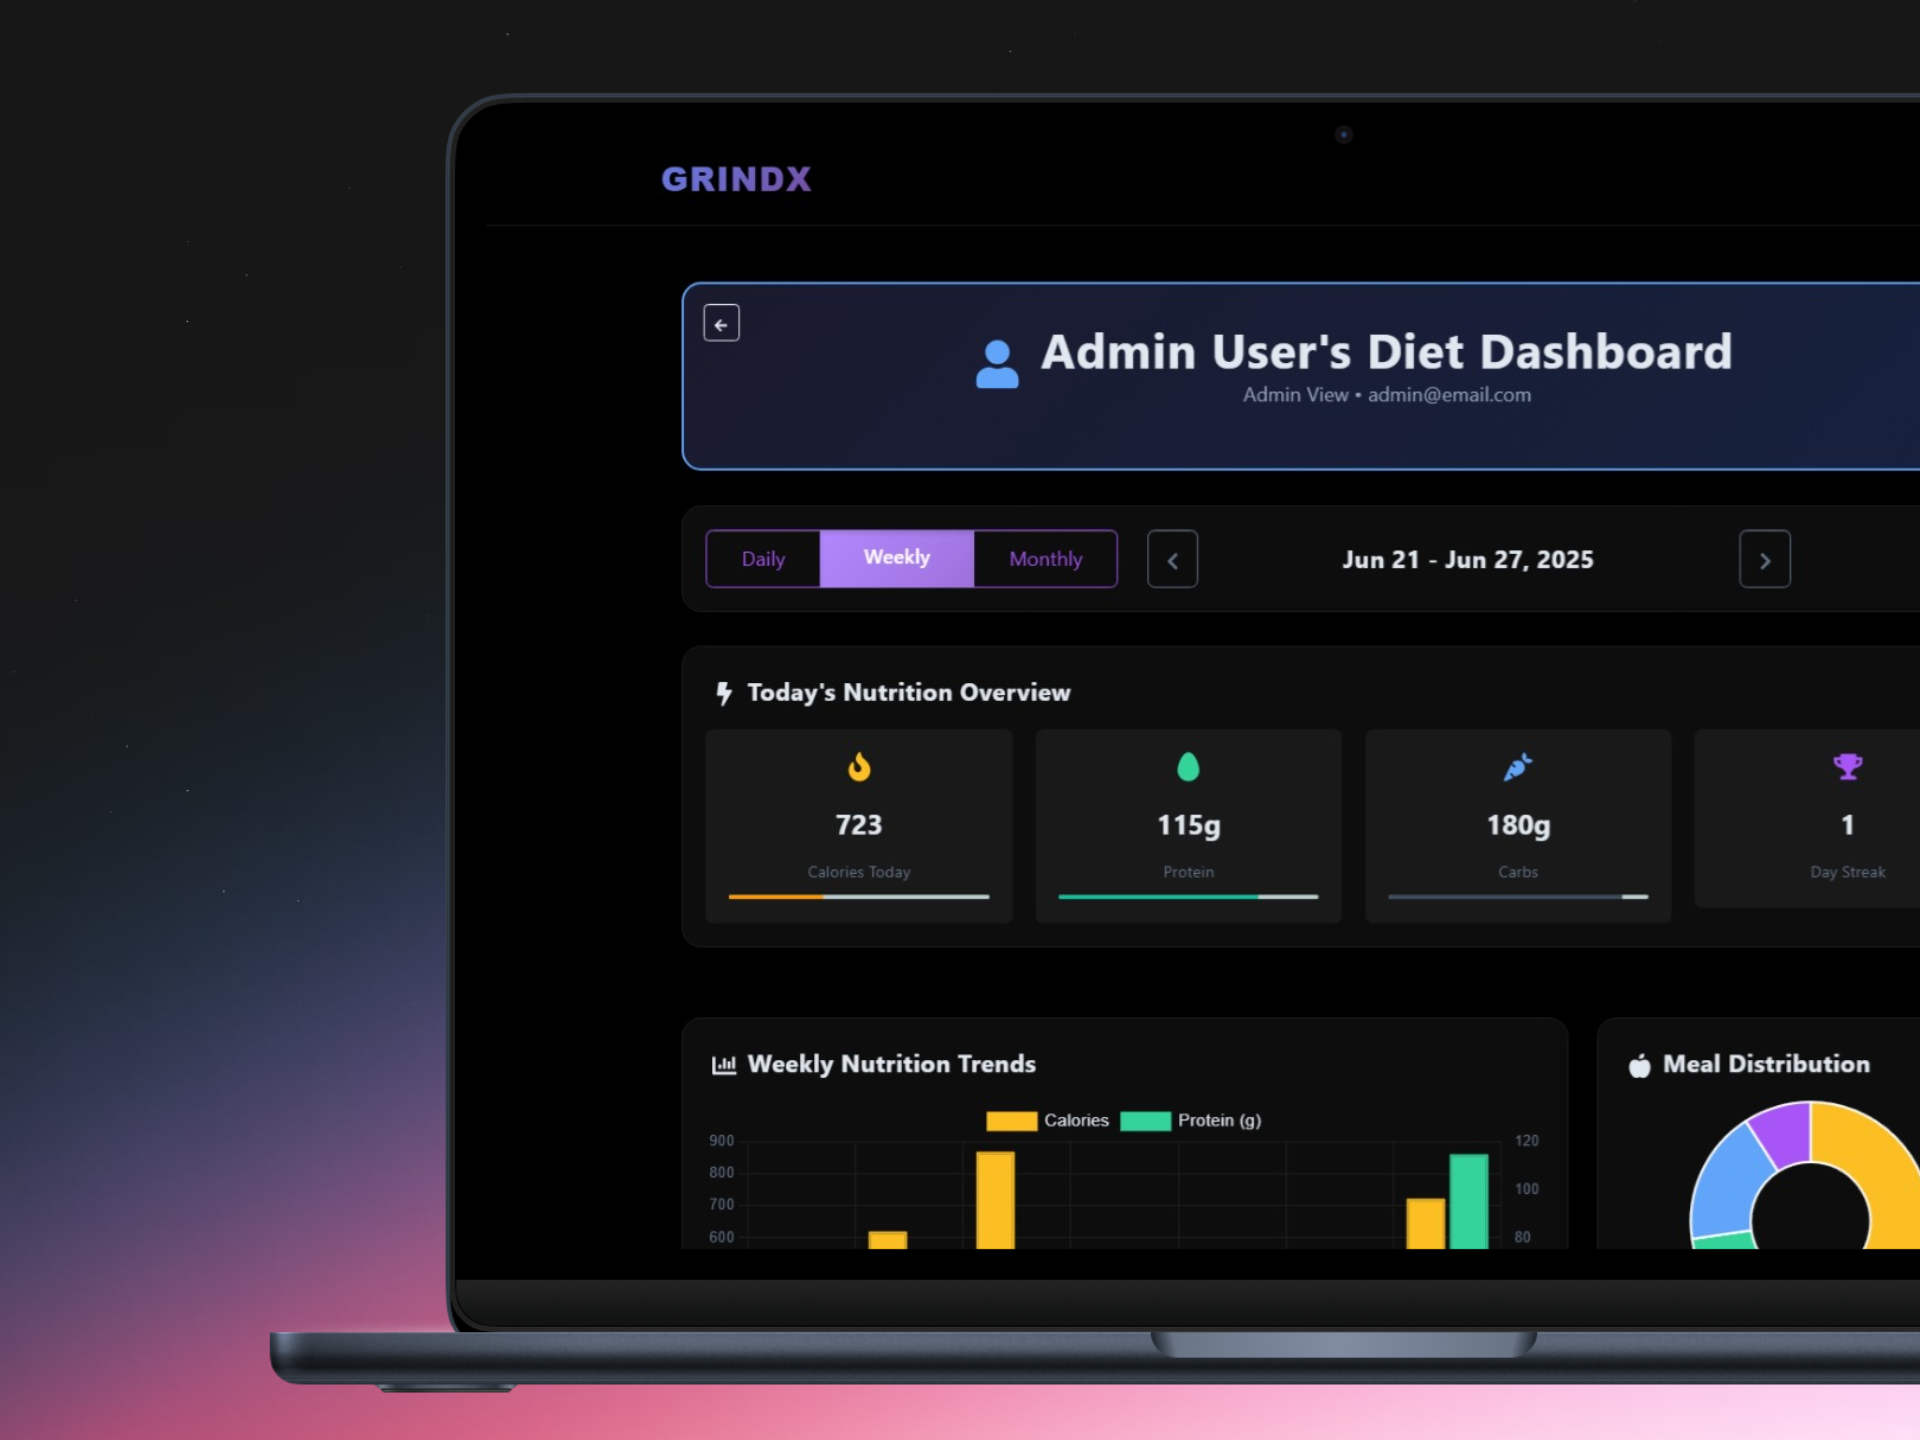 GRINDX
Admin User's Diet Dashboard
Admin View • admin@email.com
Daily
Weekly
Monthly
Jun 21 - Jun 27, 2025
Today's Nutrition Overview
723
Calories Today
115g
Protein
180g
Carbs
1
Day Streak
Weekly Nutrition Trends
Calories
Protein (g)
900
800
700
600
120
100
80
Meal Distribution